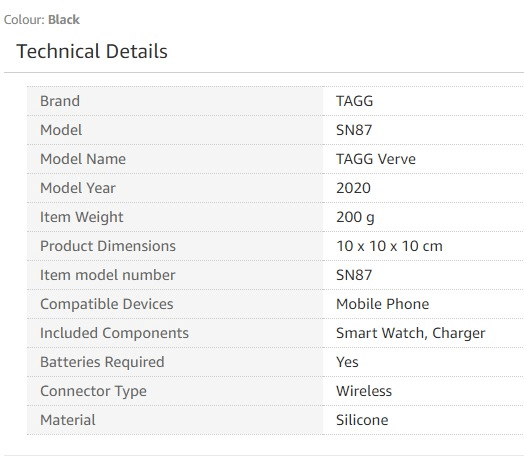 Colour: Black
Technical Details
Brand TAGG
Model SN87
Model Name TAGG Verve
Model Year 2020
Item Weight 200 g
Product Dimensions 10 x 10 x 10 cm
Item model number SN87
Compatible Devices Mobile Phone
Included Components Smart Watch, Charger
Batteries Required Yes
Connector Type Wireless
Material Silicone